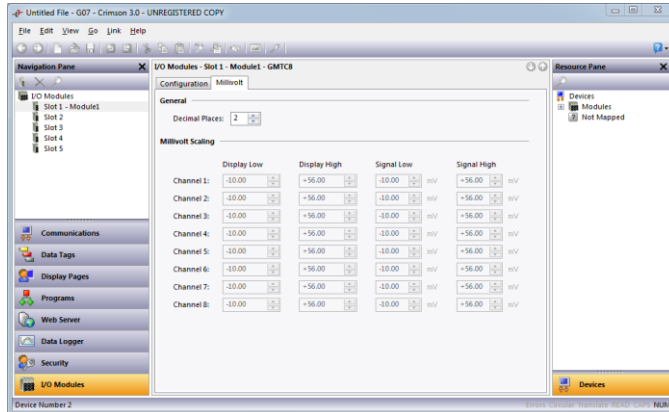 Untitled File - G07 - Crimson 3.0 - UNREGISTERED COPY
File Edit View Go Link Help
Navigation Pane
I/O Modules - Slot 1 - Module1 - GMTC8
Resource Pane
Configuration Millivolt
I/O Modules
Slot 1 - Module1
Slot 2
Slot 3
Slot 4
Slot 5
General
Decimal Places: 2
Devices
Modules
Not Mapped
Millivolt Scaling
Display Low Display High Signal Low Signal High
Channel 1: -10.00 +56.00 -10.00 mV +56.00 mV
Channel 2: -10.00 +56.00 -10.00 mV +56.00 mV
Channel 3: -10.00 +56.00 -10.00 mV +56.00 mV
Channel 4: -10.00 +56.00 -10.00 mV +56.00 mV
Channel 5: -10.00 +56.00 -10.00 mV +56.00 mV
Channel 6: -10.00 +56.00 -10.00 mV +56.00 mV
Channel 7: -10.00 +56.00 -10.00 mV +56.00 mV
Channel 8: -10.00 +56.00 -10.00 mV +56.00 mV
Communications
Data Tags
Display Pages
Programs
Web Server
Data Logger
Security
I/O Modules
Devices
Device Number 2
Errors Circular Translate READ CAPS NUM